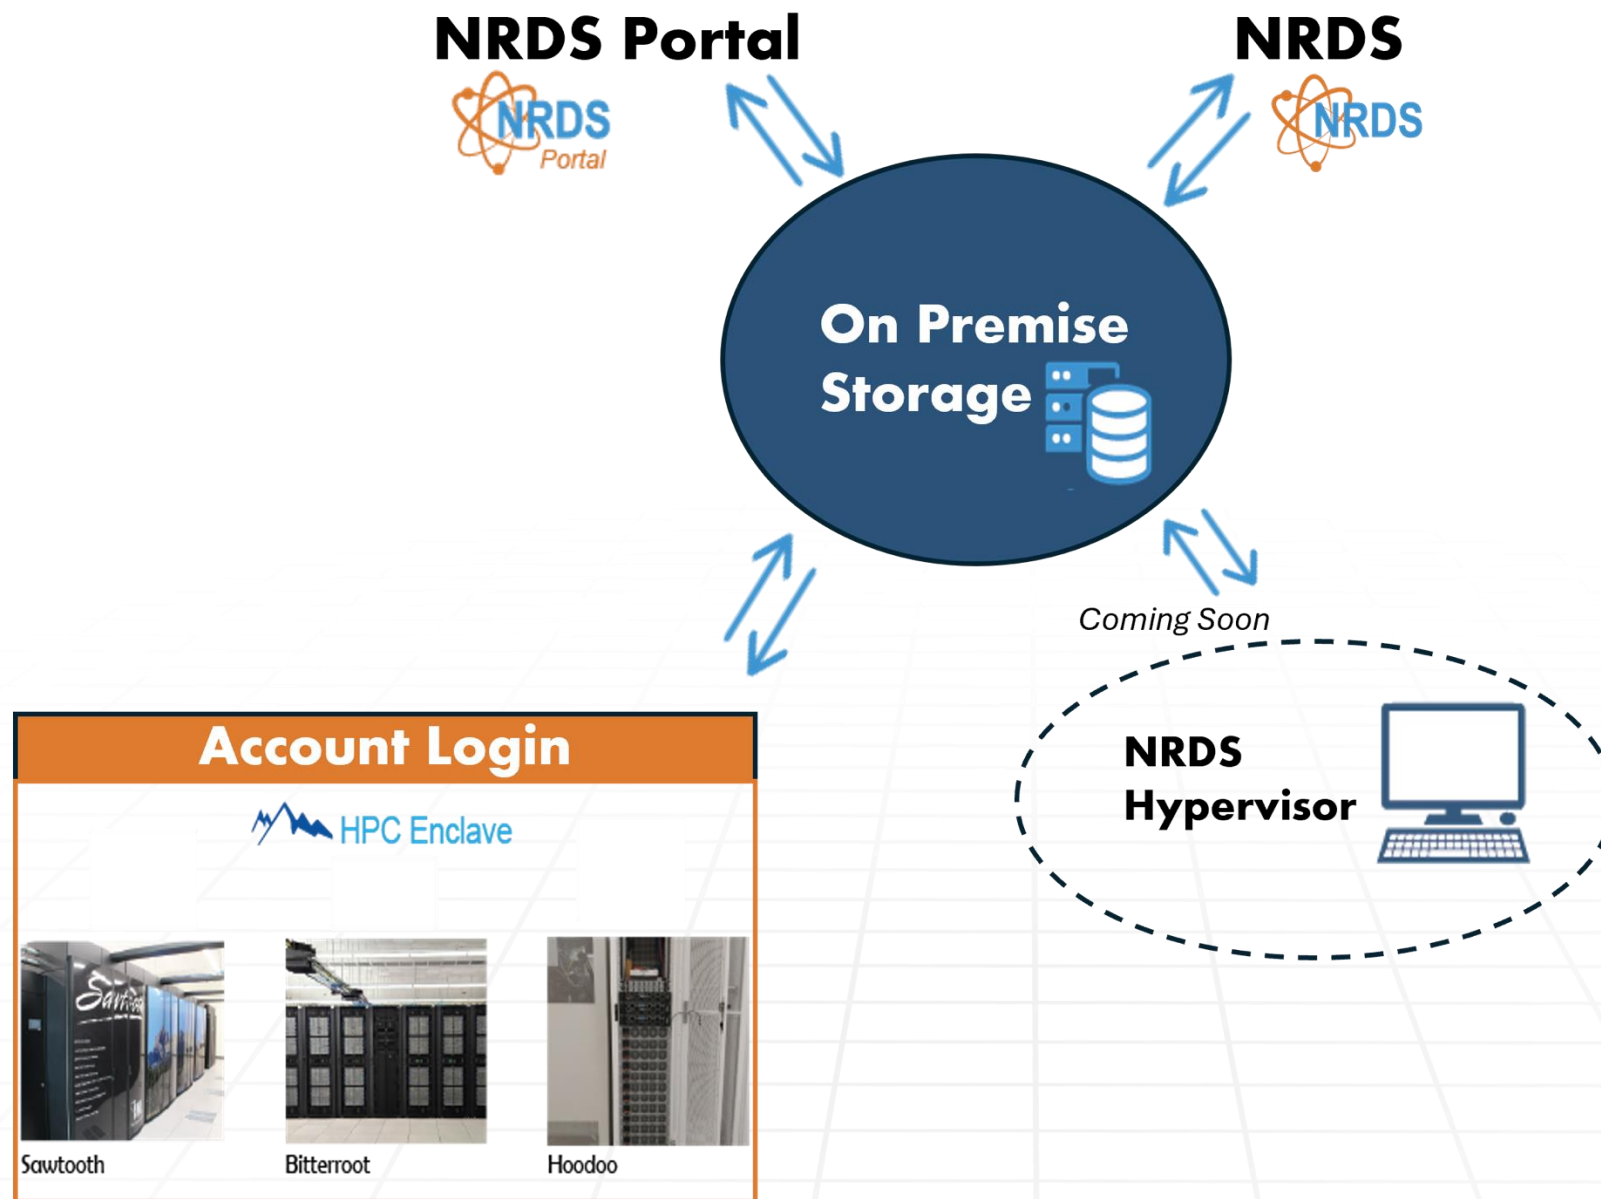 NRDS Portal
NRDS
NRDS
Portal
NRDS
On Premise
Storage
Coming Soon
NRDS
Hypervisor
Account Login
HPC Enclave
Sawtooth
Sawtooth
Bitterroot
Hoodoo